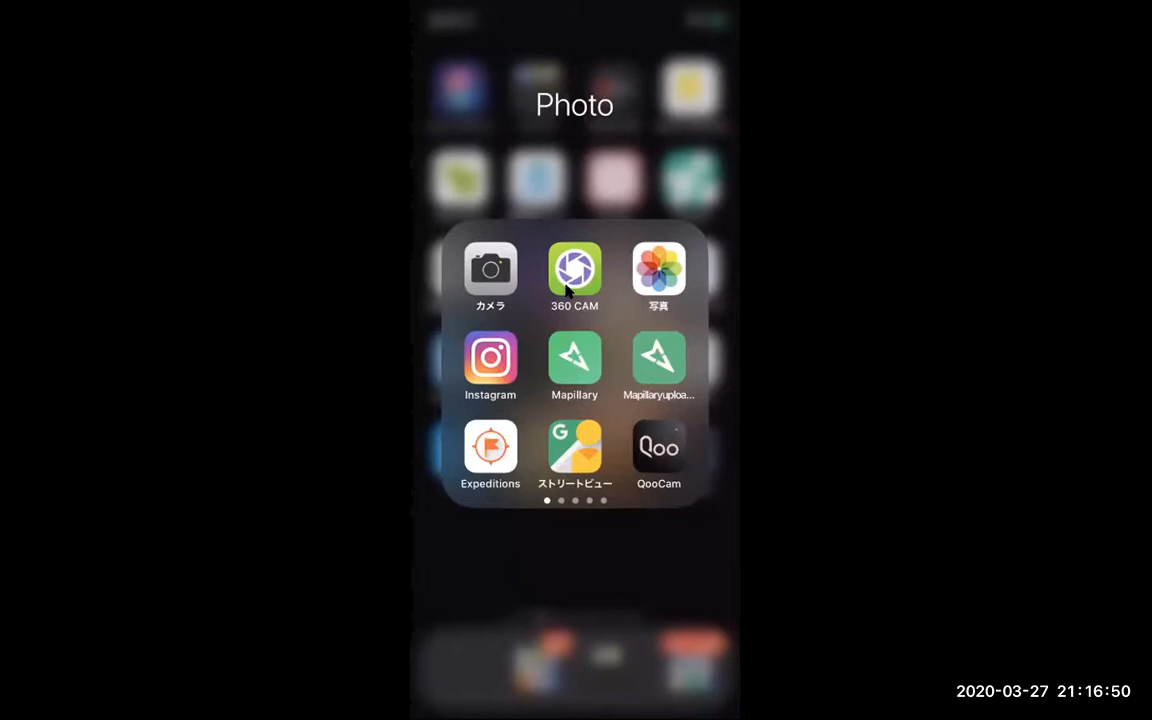 Photo
カメラ
360 CAM
写真
Instagram
Mapillary
Mapillaryuploa...
Expeditions
G
ストリートビュー
Qoo
QooCam
2020-03-27 21:16:50